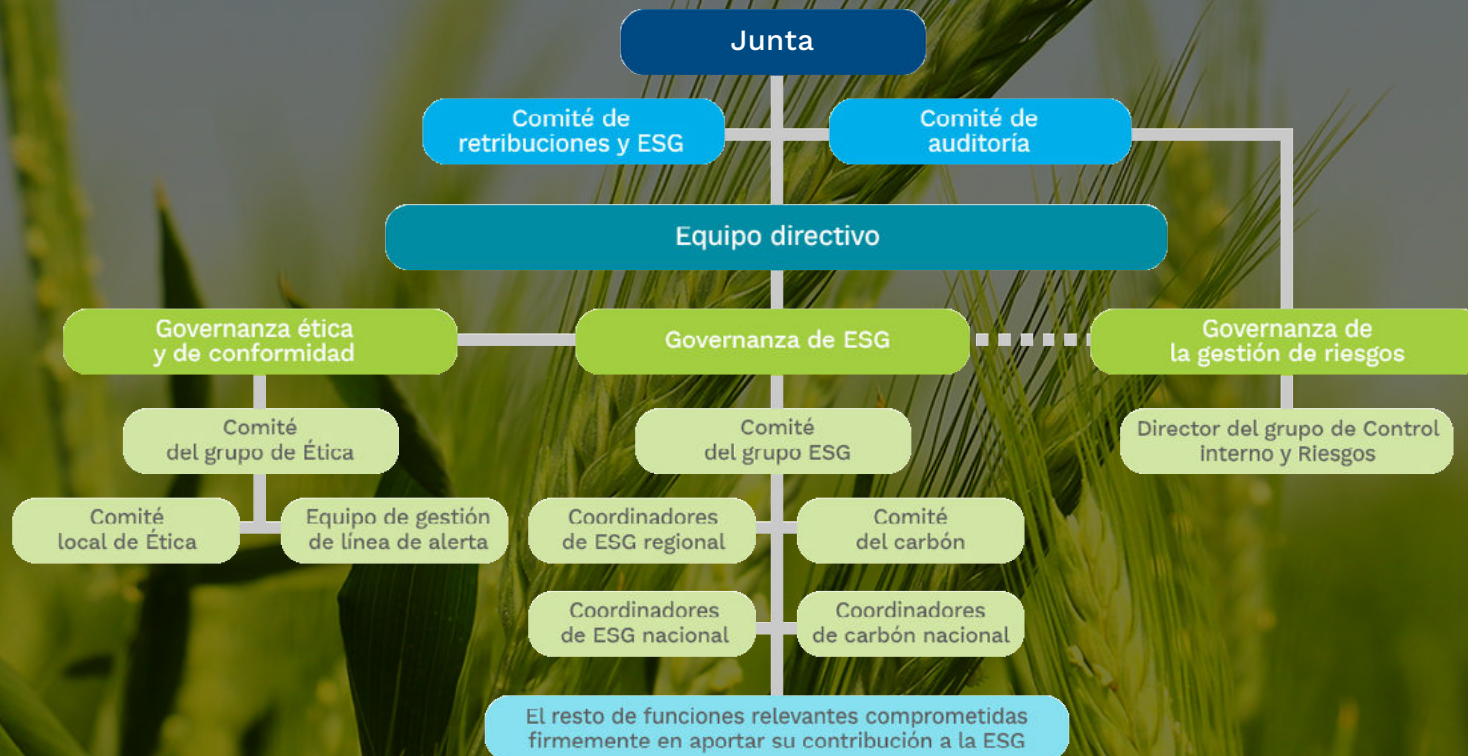 Junta
Comité de
retribuciones y ESG
Comité de
auditoría
Equipo directivo
Governanza ética
y de conformidad
Governanza de ESG
Governanza de
la gestión de riesgos
Comité
del grupo de Ética
Comité
del grupo ESG
Director del grupo de Control
interno y Riesgos
Comité
local de Ética
Equipo de gestión
de línea de alerta
Coordinadores
de ESG regional
Comité
del carbón
Coordinadores
de ESG nacional
Coordinadores
de carbón nacional
El resto de funciones relevantes comprometidas
firmemente en aportar su contribución a la ESG